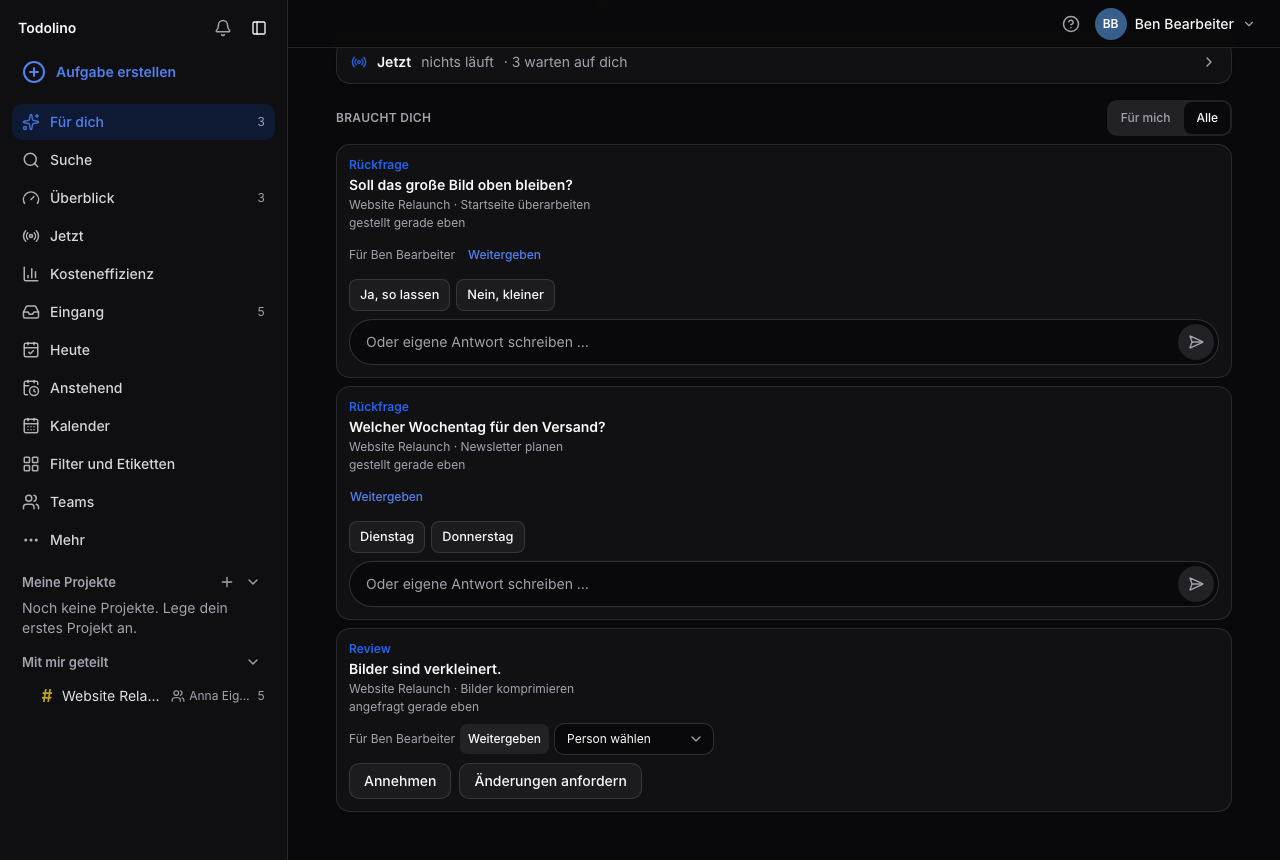 Todolino
Aufgabe erstellen
Für dich 3
Suche
Überblick 3
Jetzt
Kosteneffizienz
Eingang 5
Heute
Anstehend
Kalender
Filter und Etiketten
Teams
Mehr
Meine Projekte
Noch keine Projekte. Lege dein
erstes Projekt an.
Mit mir geteilt
# Website Rela... Anna Eig... 5
BB Ben Bearbeiter
Jetzt nichts läuft · 3 warten auf dich
BRAUCHT DICH
Für mich Alle
Rückfrage
Soll das große Bild oben bleiben?
Website Relaunch · Startseite überarbeiten
gestellt gerade eben
Für Ben Bearbeiter Weitergeben
Ja, so lassen Nein, kleiner
Oder eigene Antwort schreiben ...
Rückfrage
Welcher Wochentag für den Versand?
Website Relaunch · Newsletter planen
gestellt gerade eben
Weitergeben
Dienstag Donnerstag
Oder eigene Antwort schreiben ...
Review
Bilder sind verkleinert.
Website Relaunch · Bilder komprimieren
angefragt gerade eben
Für Ben Bearbeiter Weitergeben Person wählen
Annehmen Änderungen anfordern